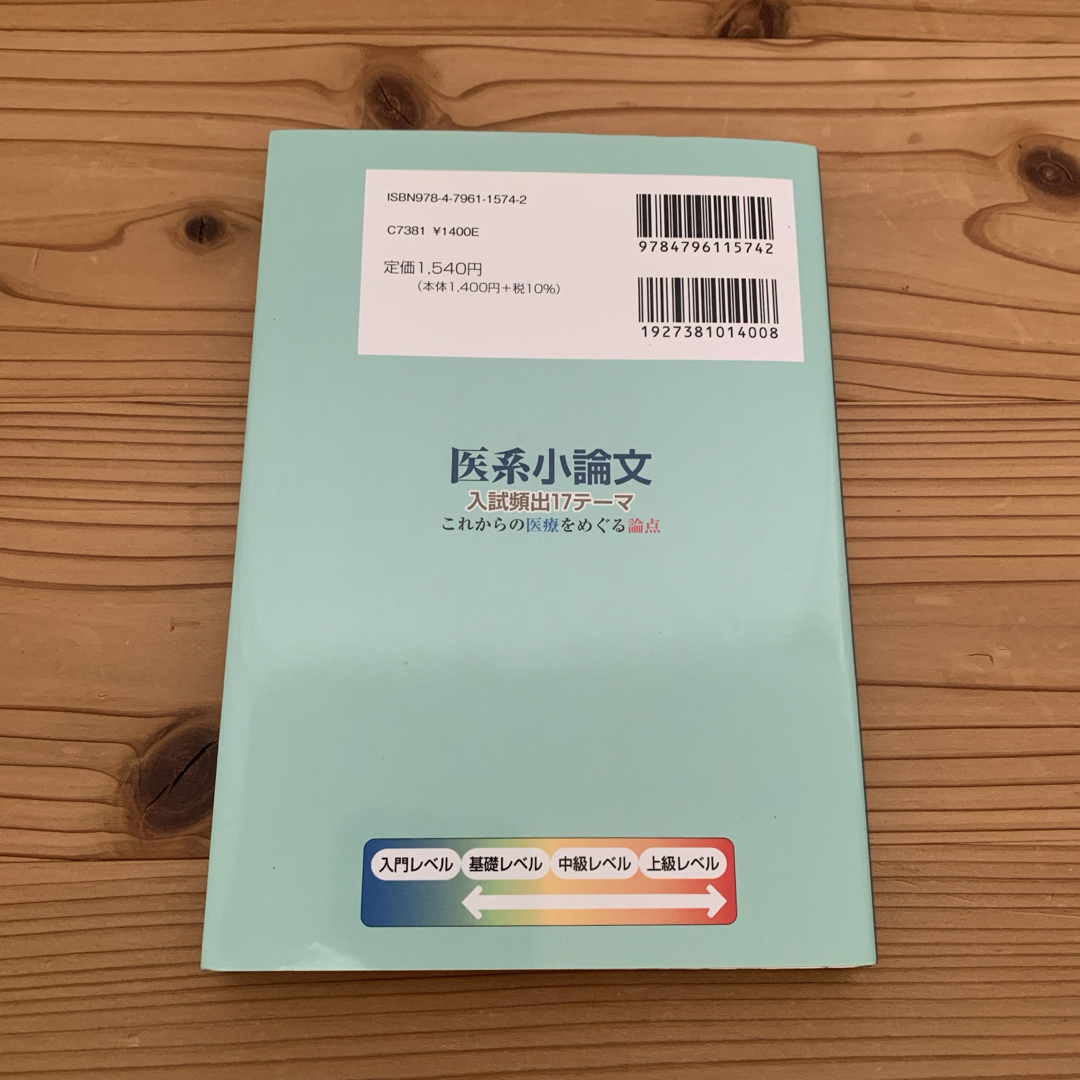 ISBN978-4-7961-1574-2
C7381 ¥1400E
定価1,540円
（本体1,400円＋税10%）
9784796115742
1927381014008
医系小論文
入試頻出17テーマ
これからの医療をめぐる論点
入門レベル 基礎レベル 中級レベル 上級レベル